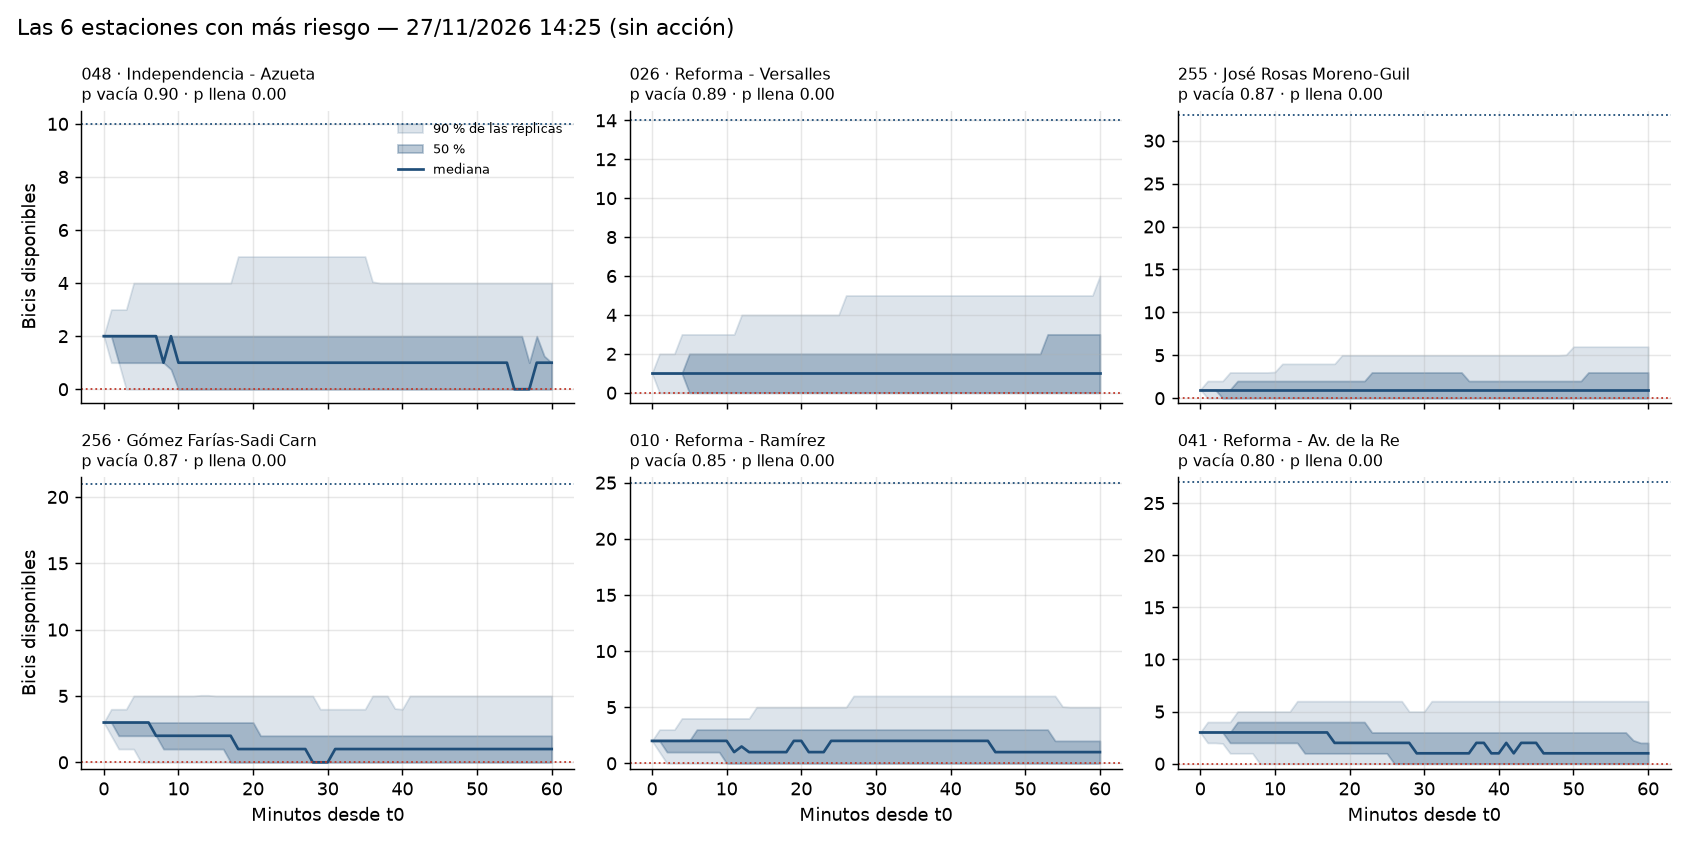 Las 6 estaciones con más riesgo — 27/11/2026 14:25 (sin acción)
048 · Independencia - Azueta
p vacía 0.90 · p llena 0.00
026 · Reforma - Versalles
p vacía 0.89 · p llena 0.00
255 · José Rosas Moreno-Guil
p vacía 0.87 · p llena 0.00
10
8
6
4
2
0
Bicis disponibles
90 % de las réplicas
50 %
mediana
14
12
10
8
6
4
2
0
30
25
20
15
10
5
0
256 · Gómez Farías-Sadi Carn
p vacía 0.87 · p llena 0.00
010 · Reforma - Ramírez
p vacía 0.85 · p llena 0.00
041 · Reforma - Av. de la Re
p vacía 0.80 · p llena 0.00
20
15
10
5
0
Bicis disponibles
0 10 20 30 40 50 60
Minutos desde t0
25
20
15
10
5
0
0 10 20 30 40 50 60
Minutos desde t0
25
20
15
10
5
0
0 10 20 30 40 50 60
Minutos desde t0